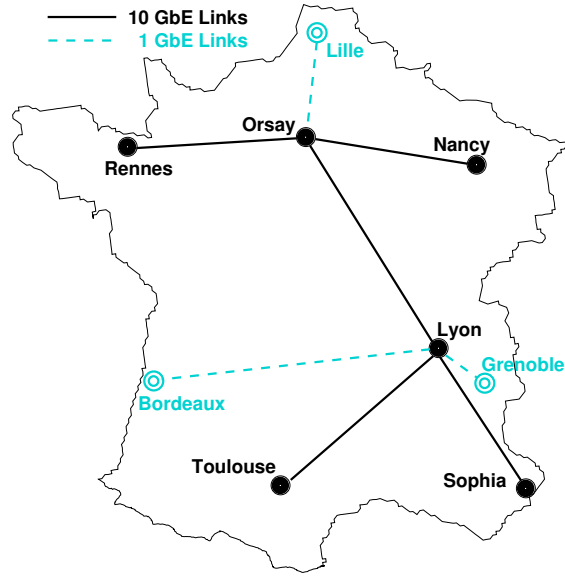 10 GbE Links
1 GbE Links
Lille
Orsay
Nancy
Rennes
Lyon
Grenoble
Bordeaux
Toulouse
Sophia